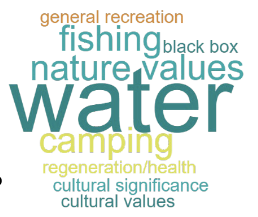 general recreation
fishing
black box
nature values
water
camping
regeneration/health
cultural significance
cultural values